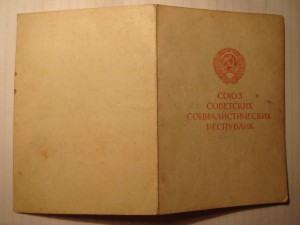 СОЮЗ
СОВЕТСКИХ
СОЦИАЛИСТИЧЕСКИХ
РЕСПУБЛИК